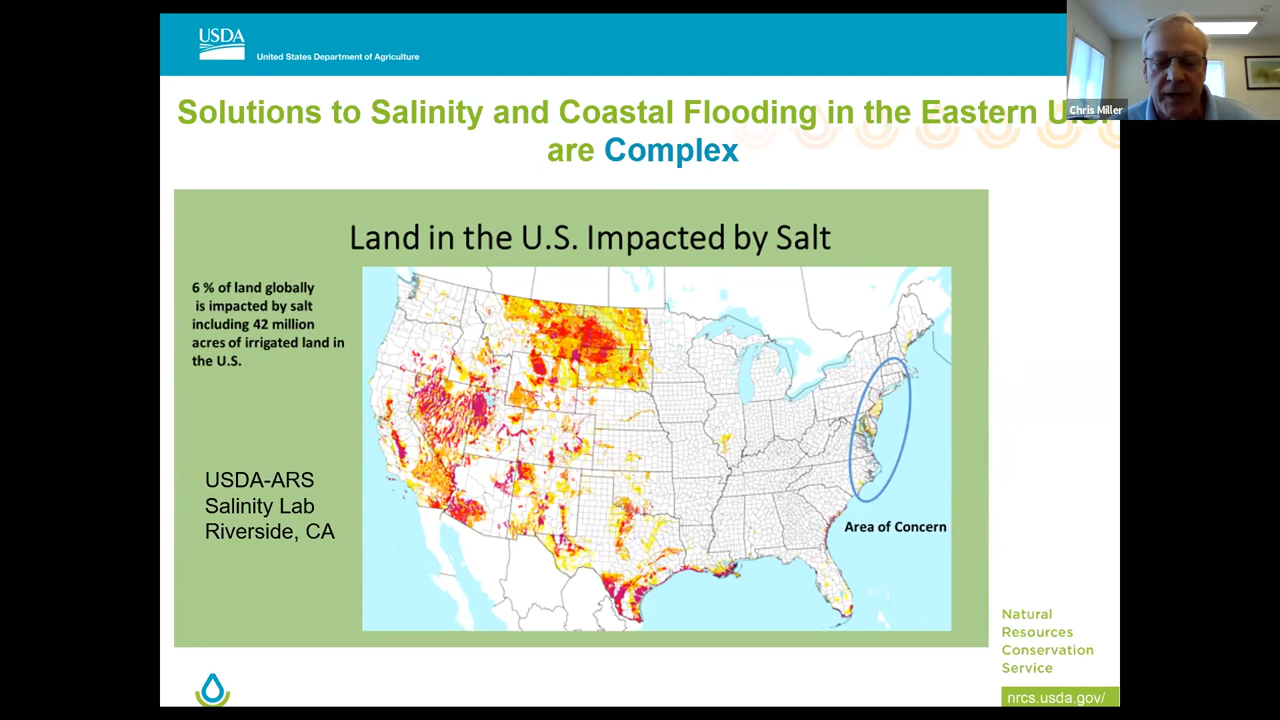 USDA
United States Department of Agriculture
Chris Miller
Solutions to Salinity and Coastal Flooding in the Eastern U.S.
are Complex
Land in the U.S. Impacted by Salt
6 % of land globally
is impacted by salt
including 42 million
acres of irrigated land in
the U.S.
USDA-ARS
Salinity Lab
Riverside, CA
Area of Concern
Natural
Resources
Conservation
Service
nrcs.usda.gov/